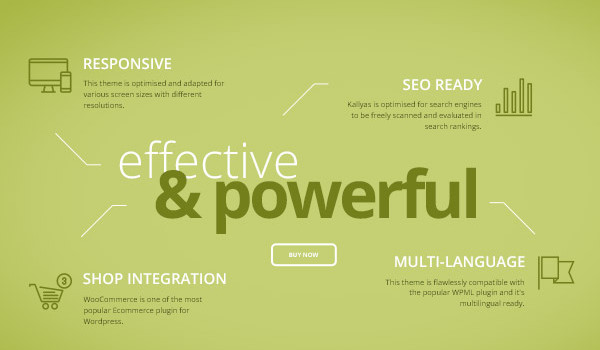 RESPONSIVE
This theme is optimised and adapted for
various screen sizes with different
resolutions.
SEO READY
Kallyas is optimised for search engines
to be freely scanned and evaluated in
search rankings.
effective
& powerful
BUY NOW
3
SHOP INTEGRATION
WooCommerce is one of the most
popular Ecommerce plugin for
Wordpress.
MULTI-LANGUAGE
This theme is flawlessly compatible with
the popular WPML plugin and it's
multilingual ready.